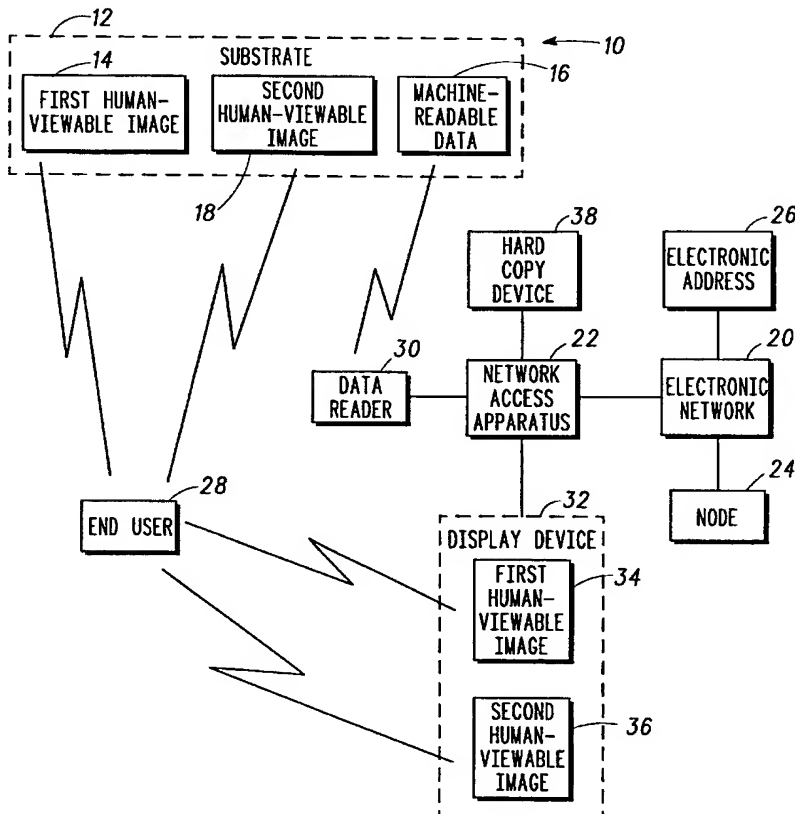 12
10
SUBSTRATE
14
16
FIRST HUMAN-
VIEWABLE IMAGE
SECOND
HUMAN-VIEWABLE
IMAGE
MACHINE-
READABLE
DATA
18
38
26
HARD
COPY
DEVICE
ELECTRONIC
ADDRESS
30
22
20
DATA
READER
NETWORK
ACCESS
APPARATUS
ELECTRONIC
NETWORK
28
24
END USER
NODE
32
DISPLAY DEVICE
34
FIRST
HUMAN-
VIEWABLE
IMAGE
36
SECOND
HUMAN-
VIEWABLE
IMAGE